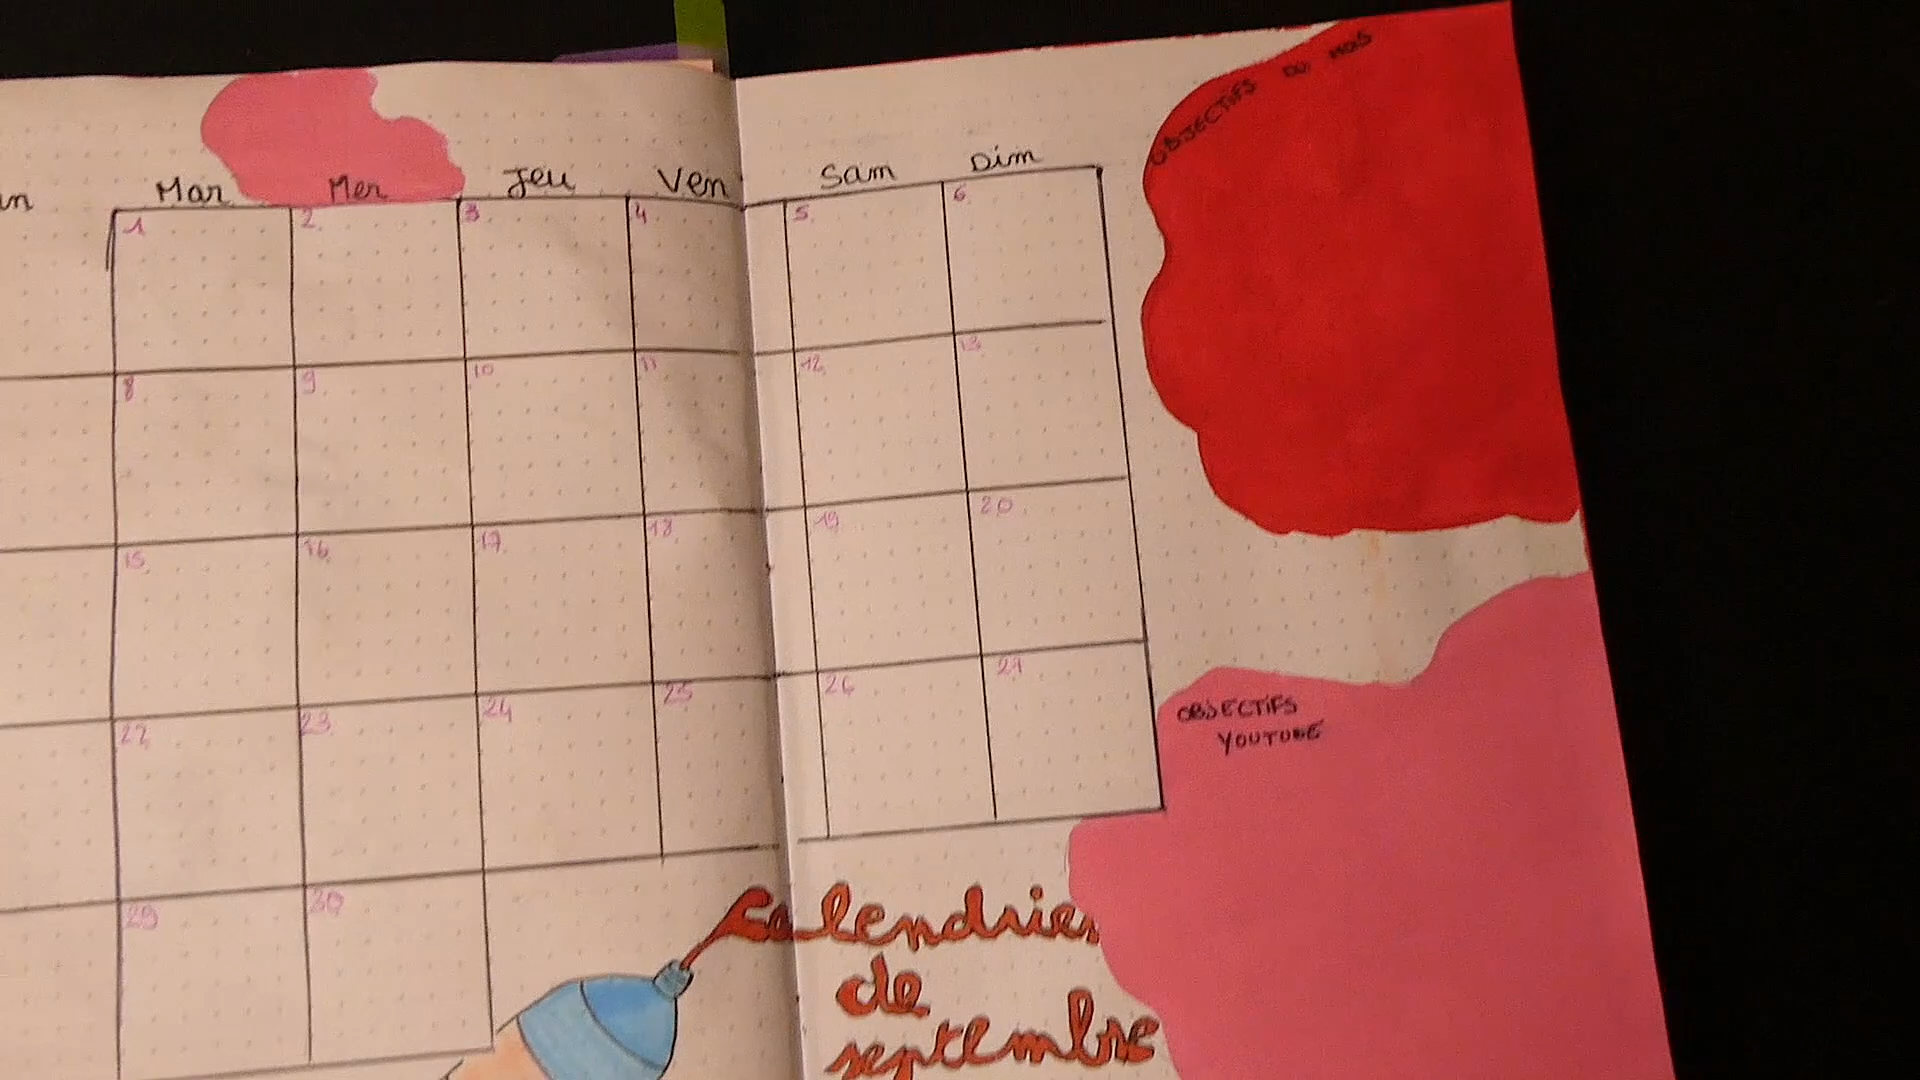 OBJECTIFS DU MOIS
Mar Mer Jeu Ven Sam Dim
1 2 3 4 5 6
8 9 10 11 12 13
15 16 17 18 19 20
22 23 24 25 26 27
29 30
OBJECTIFS
YOUTUBE
Calendrier
de
septembre